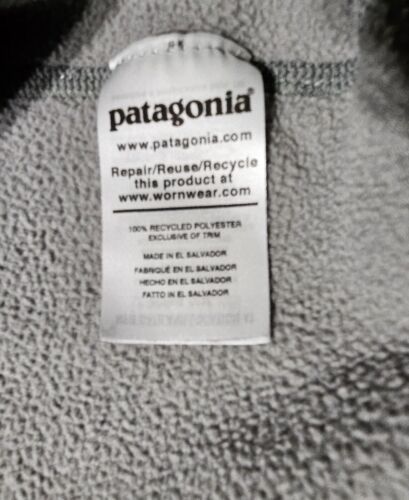 patagonia®
www.patagonia.com
Repair/Reuse/Recycle
this product at
www.wornwear.com
100% RECYCLED POLYESTER
EXCLUSIVE OF TRIM
MADE IN EL SALVADOR
FABRIQUÉ EN EL SALVADOR
HECHO EN EL SALVADOR
FATTO IN EL SALVADOR